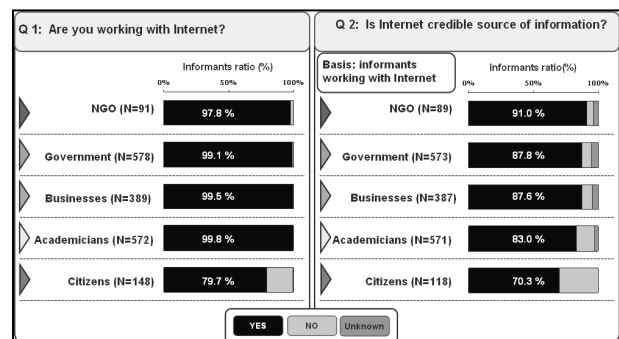 Q 1: Are you working with Internet?
Informants ratio (%)
0% 50% 100%
NGO (N=91) 97.8 %
Government (N=578) 99.1 %
Businesses (N=389) 99.5 %
Academicians (N=572) 99.8 %
Citizens (N=148) 79.7 %
Q 2: Is Internet credible source of information?
Basis: informants
working with Internet
Informants ratio(%)
0% 50% 100%
NGO (N=89) 91.0 %
Government (N=573) 87.8 %
Businesses (N=387) 87.6 %
Academicians (N=571) 83.0 %
Citizens (N=118) 70.3 %
YES NO Unknown